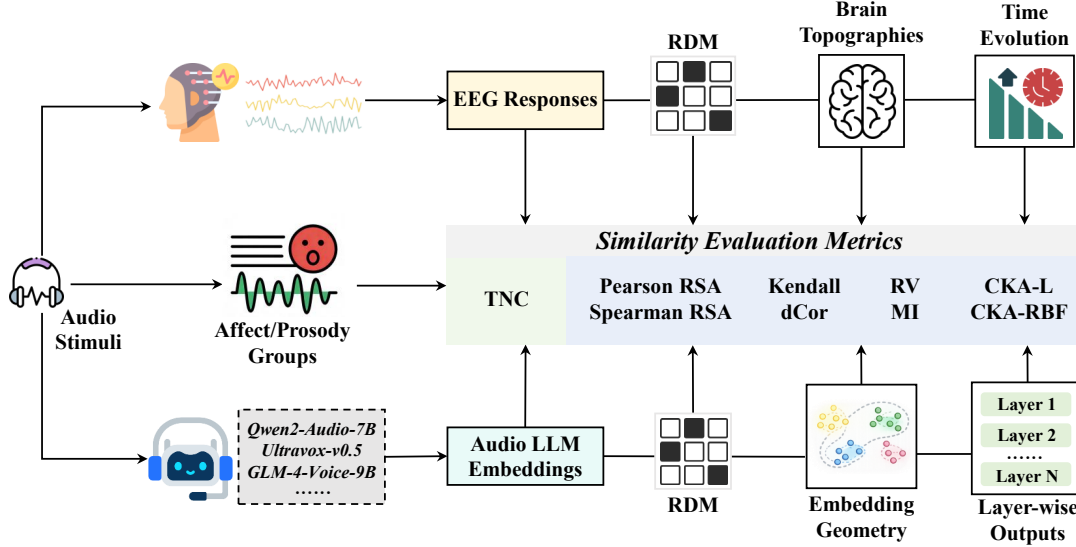 Brain
Topographies
Time
Evolution
RDM
EEG Responses
Similarity Evaluation Metrics
TNC
Pearson RSA
Spearman RSA
Kendall
dCor
RV
MI
CKA-L
CKA-RBF
Audio
Stimuli
Affect/Prosody
Groups
Qwen2-Audio-7B
Ultravox-v0.5
GLM-4-Voice-9B
......
Audio LLM
Embeddings
RDM
Embedding
Geometry
Layer 1
Layer 2
......
Layer N
Layer-wise
Outputs